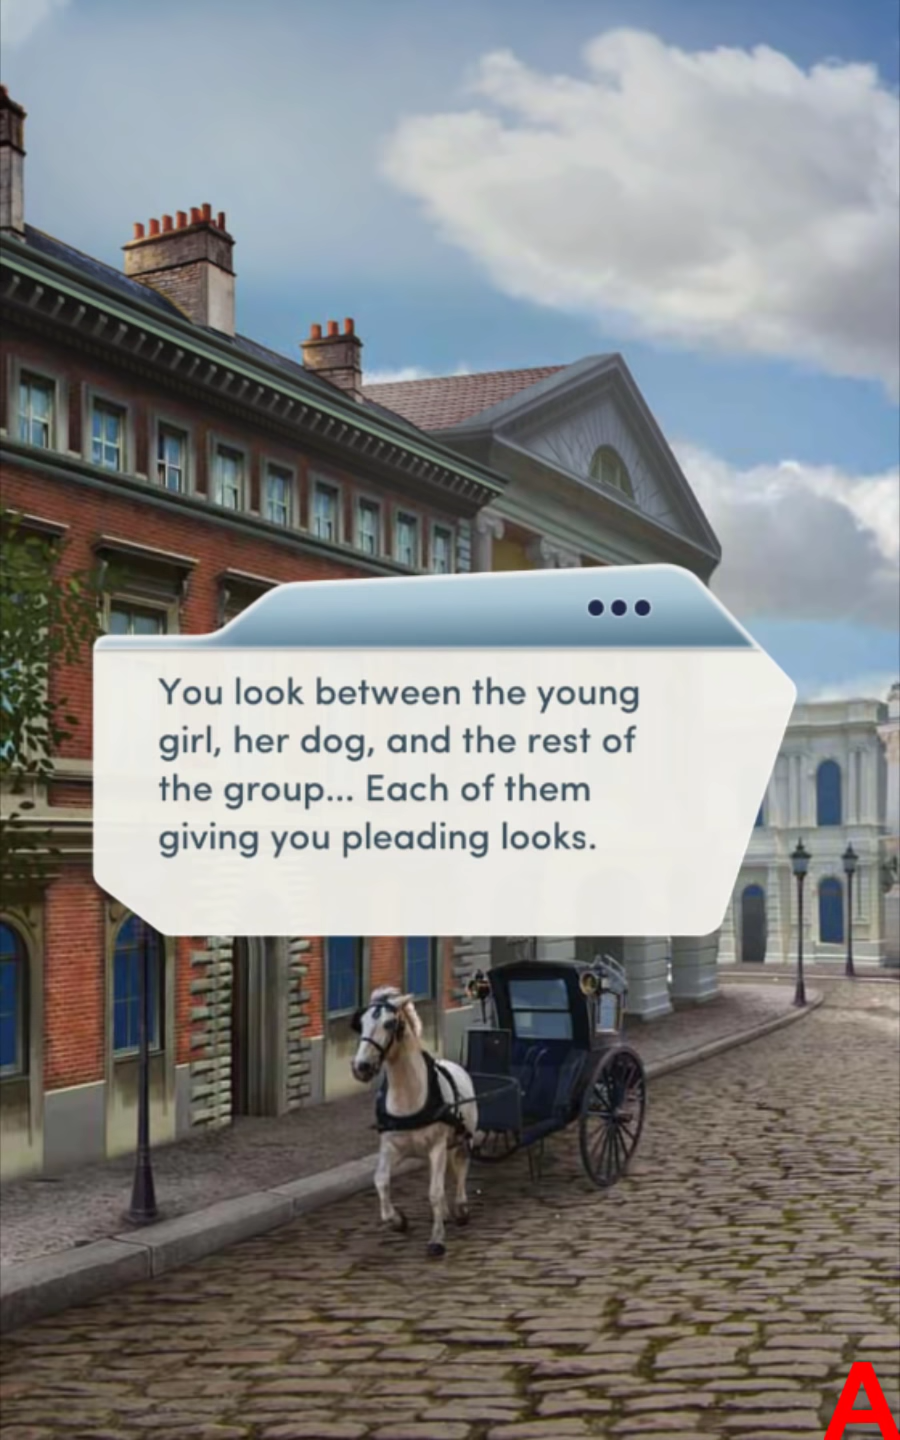 You look between the young
girl, her dog, and the rest of
the group... Each of them
giving you pleading looks.
A